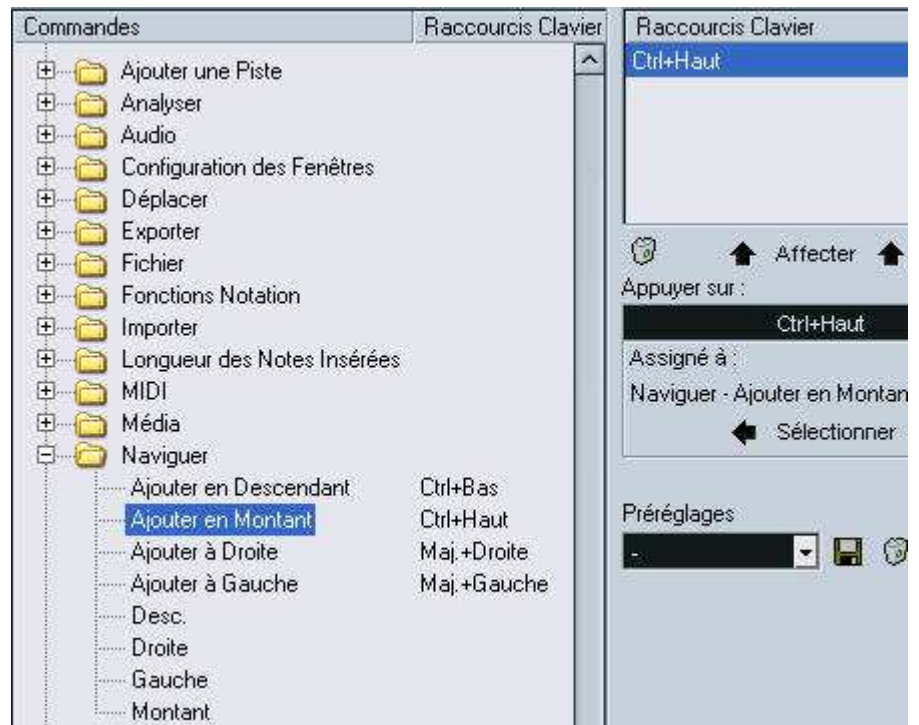 Commandes
Raccourcis Clavier
Ajouter une Piste
Analyser
Audio
Configuration des Fenêtres
Déplacer
Exporter
Fichier
Fonctions Notation
Importer
Longueur des Notes Insérées
MIDI
Média
Naviguer
Ajouter en Descendant Ctrl+Bas
Ajouter en Montant Ctrl+Haut
Ajouter à Droite Maj.+Droite
Ajouter à Gauche Maj.+Gauche
Desc.
Droite
Gauche
Montant
Raccourcis Clavier
Ctrl+Haut
Affecter
Appuyer sur :
Ctrl+Haut
Assigné à :
Naviguer - Ajouter en Montan
Sélectionner
Préréglages
-